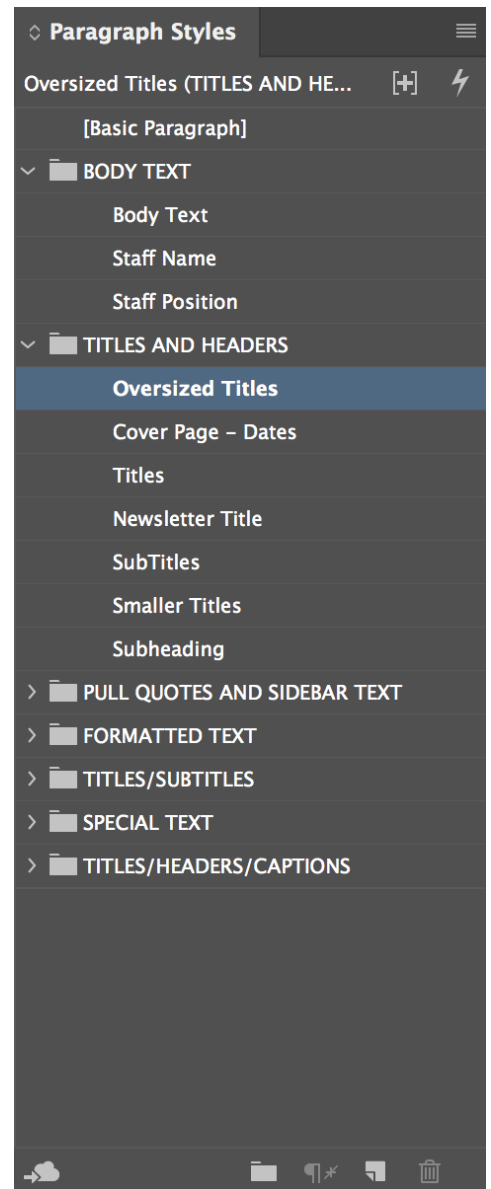 Paragraph Styles
Oversized Titles (TITLES AND HE... [+]
[Basic Paragraph]
BODY TEXT
Body Text
Staff Name
Staff Position
TITLES AND HEADERS
Oversized Titles
Cover Page – Dates
Titles
Newsletter Title
SubTitles
Smaller Titles
Subheading
PULL QUOTES AND SIDEBAR TEXT
FORMATTED TEXT
TITLES/SUBTITLES
SPECIAL TEXT
TITLES/HEADERS/CAPTIONS